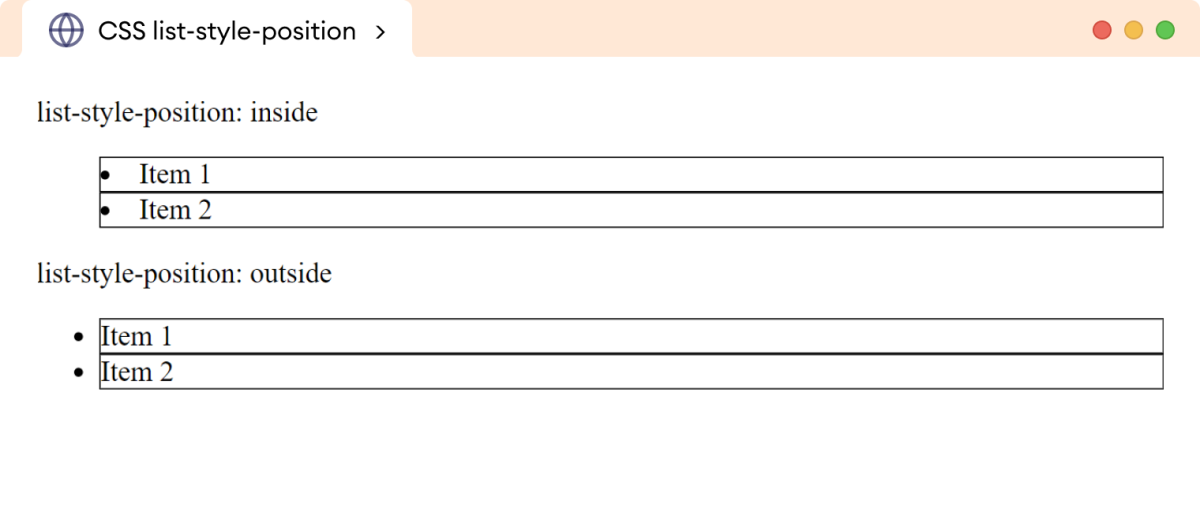 CSS list-style-position >
list-style-position: inside
• Item 1
• Item 2
list-style-position: outside
• Item 1
• Item 2